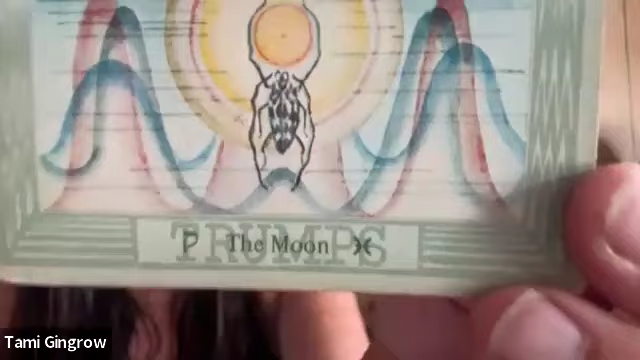 TRUMPS
ק The Moon ♓
Tami Gingrow